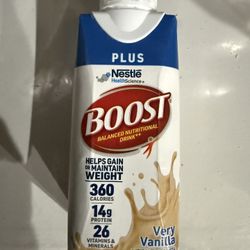 PLUS
Nestlé
HealthScience
BOOST
BALANCED NUTRITIONAL
DRINK**
HELPS GAIN
OR MAINTAIN
WEIGHT
360
CALORIES
14g
PROTEIN
26
VITAMINS &
MINERALS
Very
Vanilla